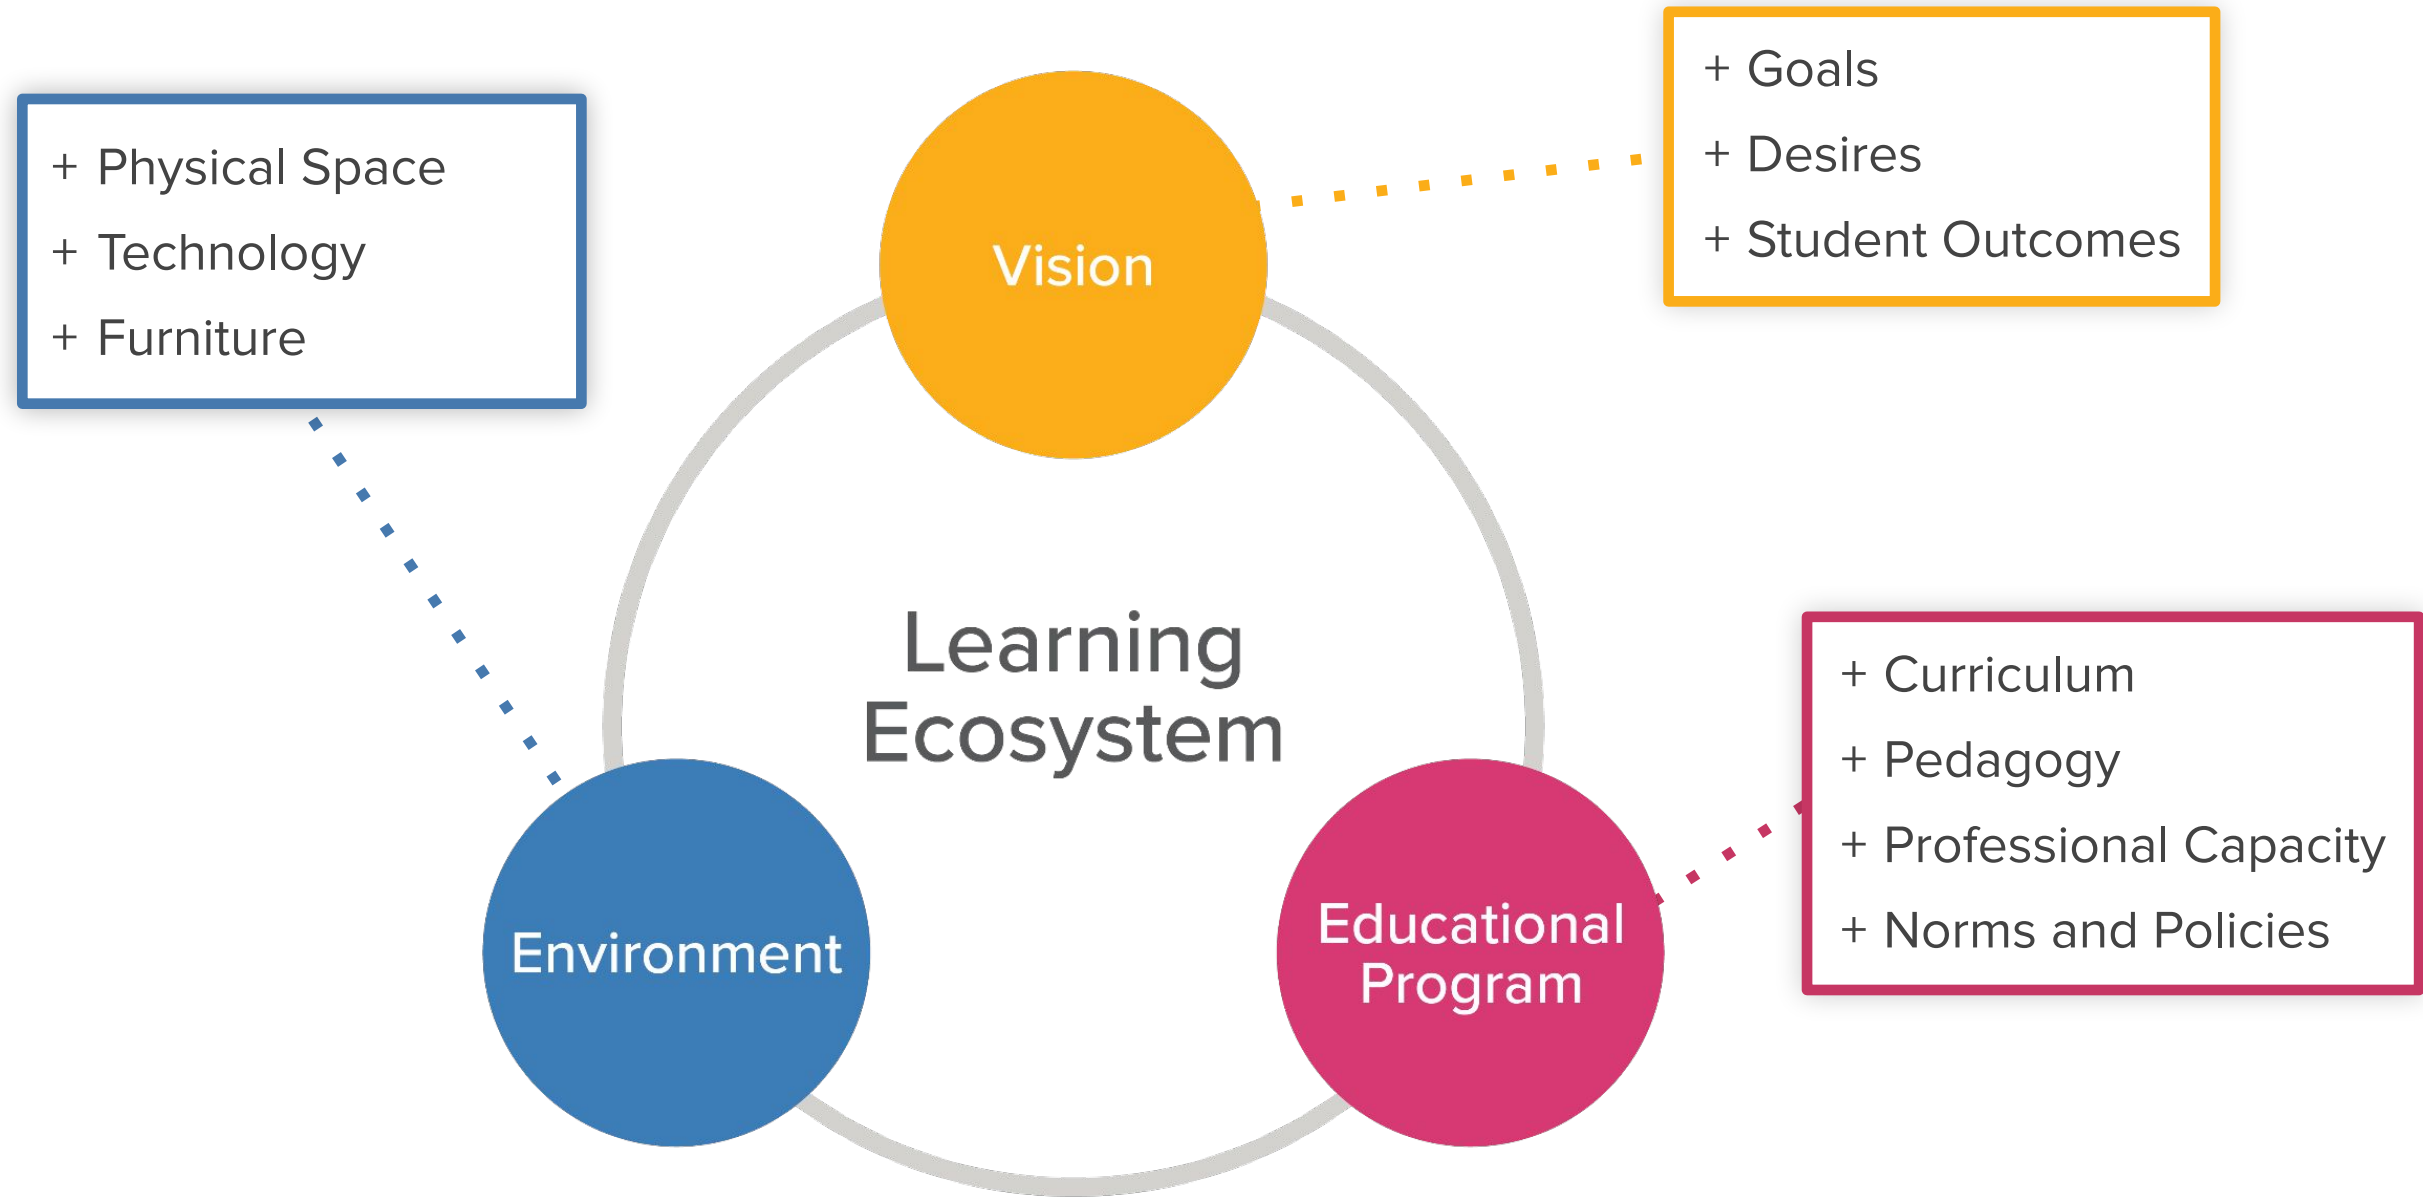 + Physical Space
+ Technology
+ Furniture
Vision
+ Goals
+ Desires
+ Student Outcomes
Learning
Ecosystem
Environment
Educational
Program
+ Curriculum
+ Pedagogy
+ Professional Capacity
+ Norms and Policies